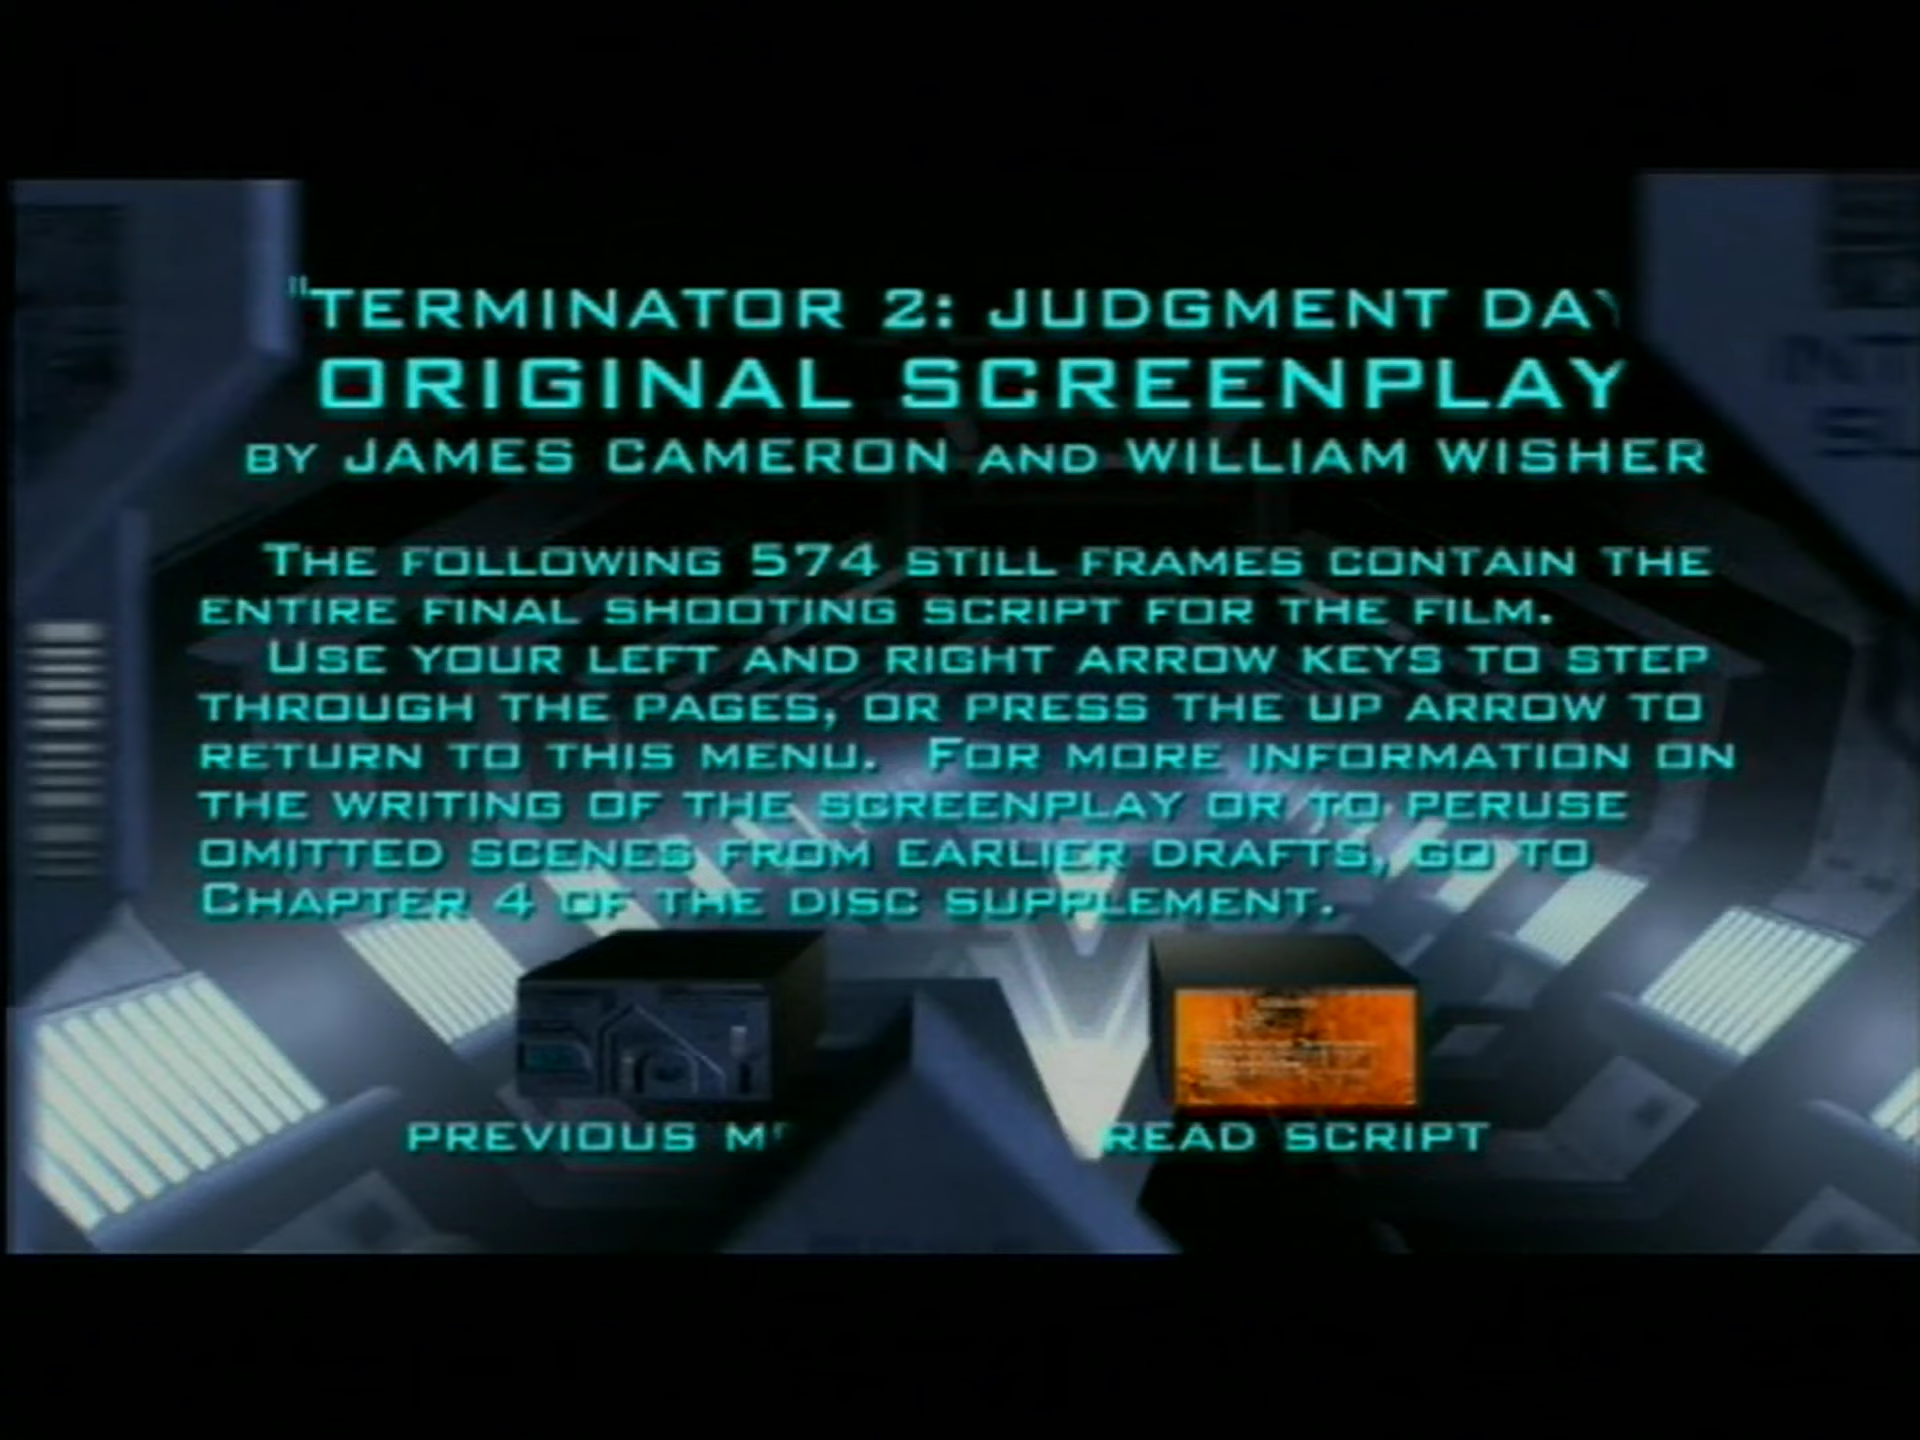 "TERMINATOR 2: JUDGMENT DAY
ORIGINAL SCREENPLAY
BY JAMES CAMERON AND WILLIAM WISHER
THE FOLLOWING 574 STILL FRAMES CONTAIN THE
ENTIRE FINAL SHOOTING SCRIPT FOR THE FILM.
USE YOUR LEFT AND RIGHT ARROW KEYS TO STEP
THROUGH THE PAGES, OR PRESS THE UP ARROW TO
RETURN TO THIS MENU. FOR MORE INFORMATION ON
THE WRITING OF THE SCREENPLAY OR TO PERUSE
OMITTED SCENES FROM EARLIER DRAFTS, GO TO
CHAPTER 4 OF THE DISC SUPPLEMENT.
PREVIOUS
READ SCRIPT